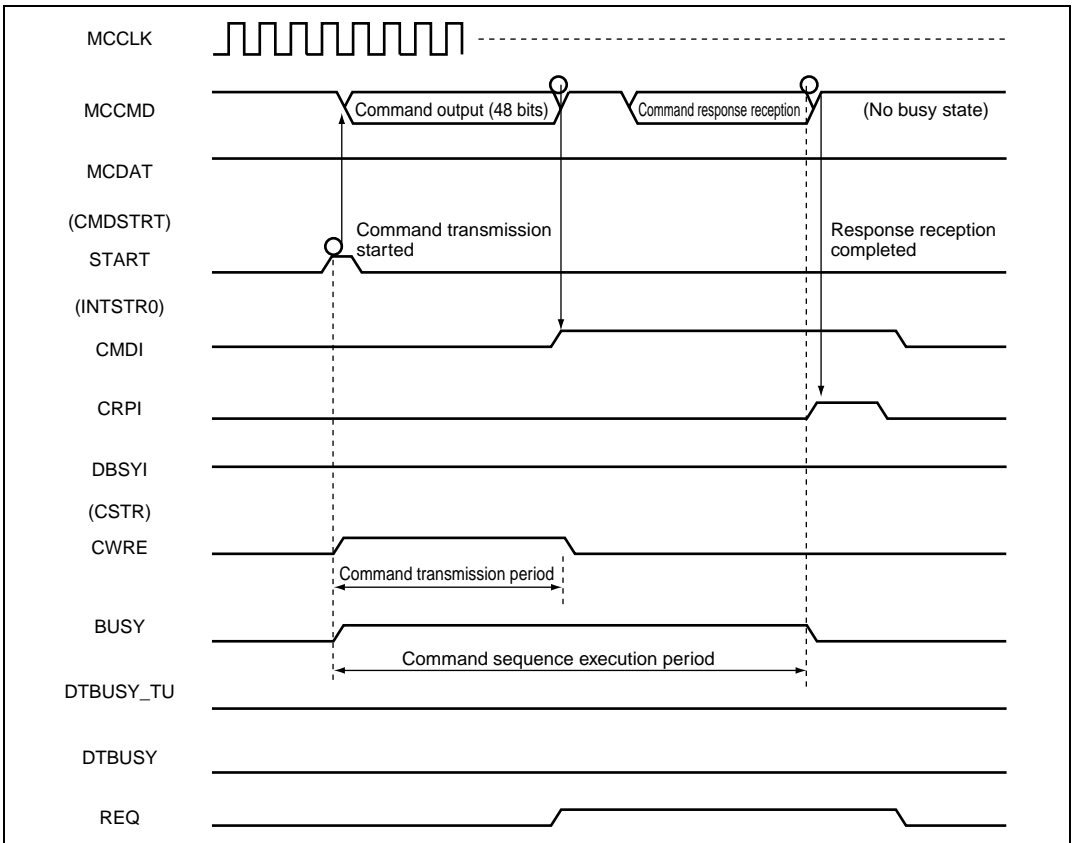 MCCLK
MCCMD
Command output (48 bits)
Command response reception
(No busy state)
MCDAT
(CMDSTRT)
START
Command transmission
started
Response reception
completed
(INTSTR0)
CMDI
CRPI
DBSYI
(CSTR)
CWRE
Command transmission period
BUSY
Command sequence execution period
DTBUSY_TU
DTBUSY
REQ